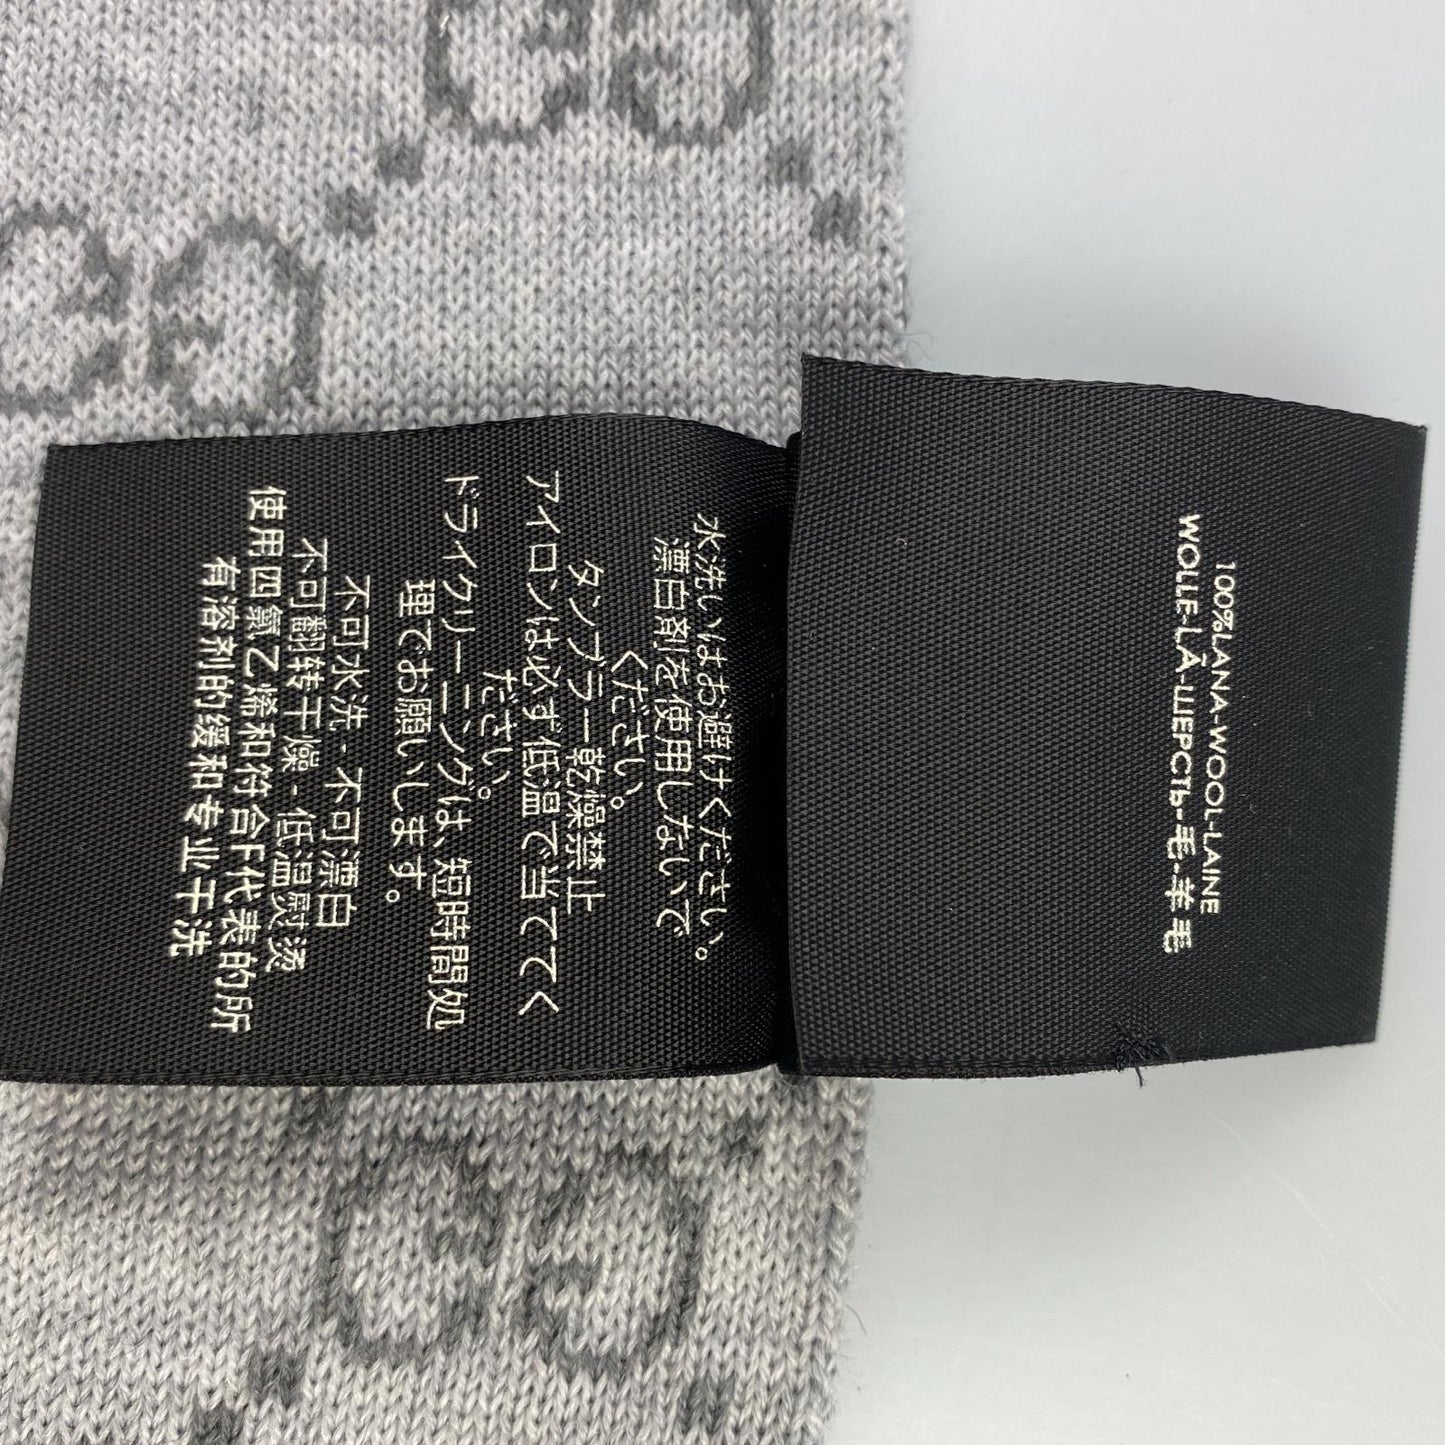 水洗いはお避けください。
漂白剤を使用しないで
ください。
タンブラー乾燥禁止
アイロンは必ず低温で当ててく
ださい。
ドライクリーニングは、短時間処
理でお願いします。
不可水洗 - 不可漂白
不可翻转干燥 - 低温熨烫
使用四氯乙烯和符合F代表的所
有溶剂的缓和专业干洗
100%LANA-WOOL-LAINE
WOLLE-LÃ-ШЕРСТЬ-毛-羊毛